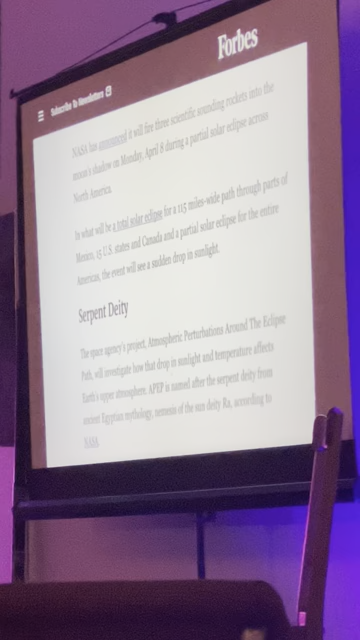 Forbes
Subscribe to Newsletters
NASA has announced it will fire three scientific sounding rockets into the
moon's shadow on Monday, April 8 during a partial solar eclipse across
North America.
In what will be a total solar eclipse for a 115 miles-wide path through parts of
Mexico, 15 U.S. states and Canada and a partial solar eclipse for the entire
Americas, the event will see a sudden drop in sunlight.
Serpent Deity
The space agency's project, Atmospheric Perturbations Around The Eclipse
Path, will investigate how that drop in sunlight and temperature affects
Earth's upper atmosphere. APEP is named after the serpent deity from
ancient Egyptian mythology, nemesis of the sun deity Ra, according to
NASA.